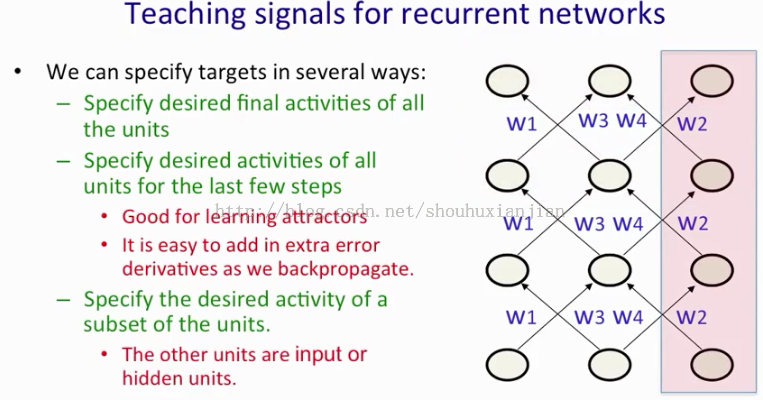 Teaching signals for recurrent networks
• We can specify targets in several ways:
– Specify desired final activities of all
the units
– Specify desired activities of all
units for the last few steps
• Good for learning attractors
• It is easy to add in extra error
derivatives as we backpropagate.
– Specify the desired activity of a
subset of the units.
• The other units are input or
hidden units.
w1 w3 w4 w2
w1 w3 w4 w2
w1 w3 w4 w2
http://blog.csdn.net/shouhuxianjian